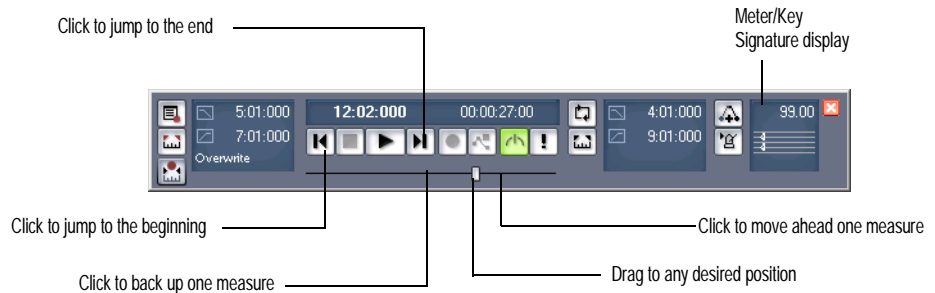 Click to jump to the end
Meter/Key
Signature display
5:01:000
12:02:000
00:00:27:00
4:01:000
99.00
7:01:000
9:01:000
Overwrite
Click to jump to the beginning
Click to move ahead one measure
Click to back up one measure
Drag to any desired position